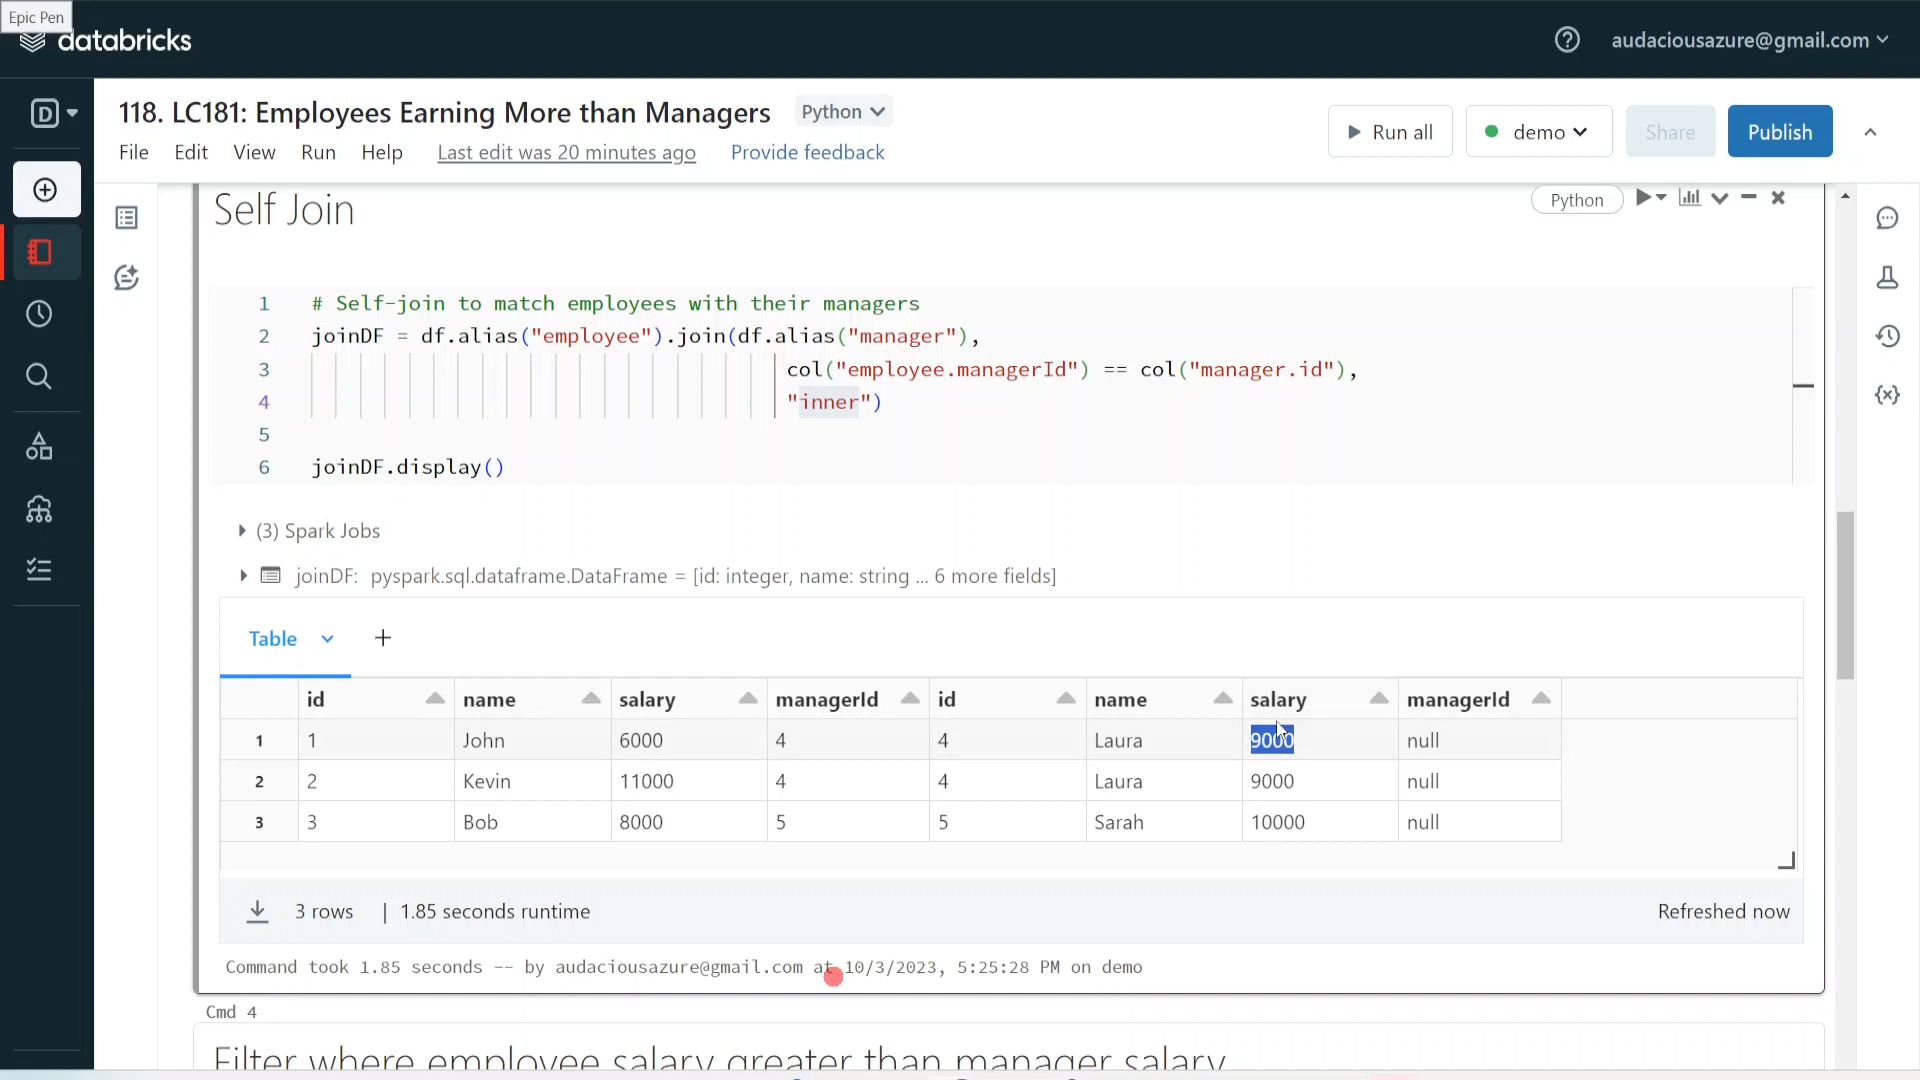 Epic Pen
databricks
audaciousazure@gmail.com
D
118. LC181: Employees Earning More than Managers
Python
File Edit View Run Help Last edit was 20 minutes ago Provide feedback
Run all
demo
Share
Publish
Self Join
Python
1 # Self-join to match employees with their managers
2 joinDF = df.alias("employee").join(df.alias("manager"),
3 col("employee.managerId") == col("manager.id"),
4 "inner")
5
6 joinDF.display()
(3) Spark Jobs
joinDF: pyspark.sql.dataframe.DataFrame = [id: integer, name: string ... 6 more fields]
Table +
id name salary managerId id name salary managerId
1 1 John 6000 4 4 Laura 9000 null
2 2 Kevin 11000 4 4 Laura 9000 null
3 3 Bob 8000 5 5 Sarah 10000 null
3 rows | 1.85 seconds runtime
Refreshed now
Command took 1.85 seconds -- by audaciousazure@gmail.com at 10/3/2023, 5:25:28 PM on demo
Cmd 4
Filter where employee salary greater than manager salary